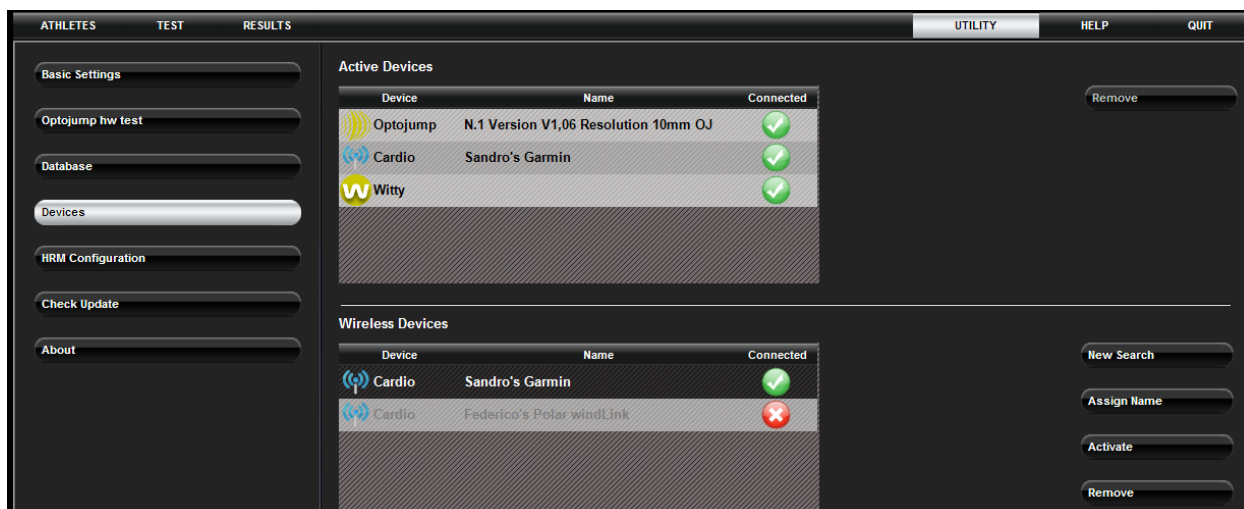 ATHLETES TEST RESULTS UTILITY HELP QUIT
Basic Settings
Optojump hw test
Database
Devices
HRM Configuration
Check Update
About
Active Devices
Device Name Connected
Optojump N.1 Version V1,06 Resolution 10mm OJ
Cardio Sandro's Garmin
W Witty
Remove
Wireless Devices
Device Name Connected
Cardio Sandro's Garmin
Cardio Federico's Polar windLink
New Search
Assign Name
Activate
Remove